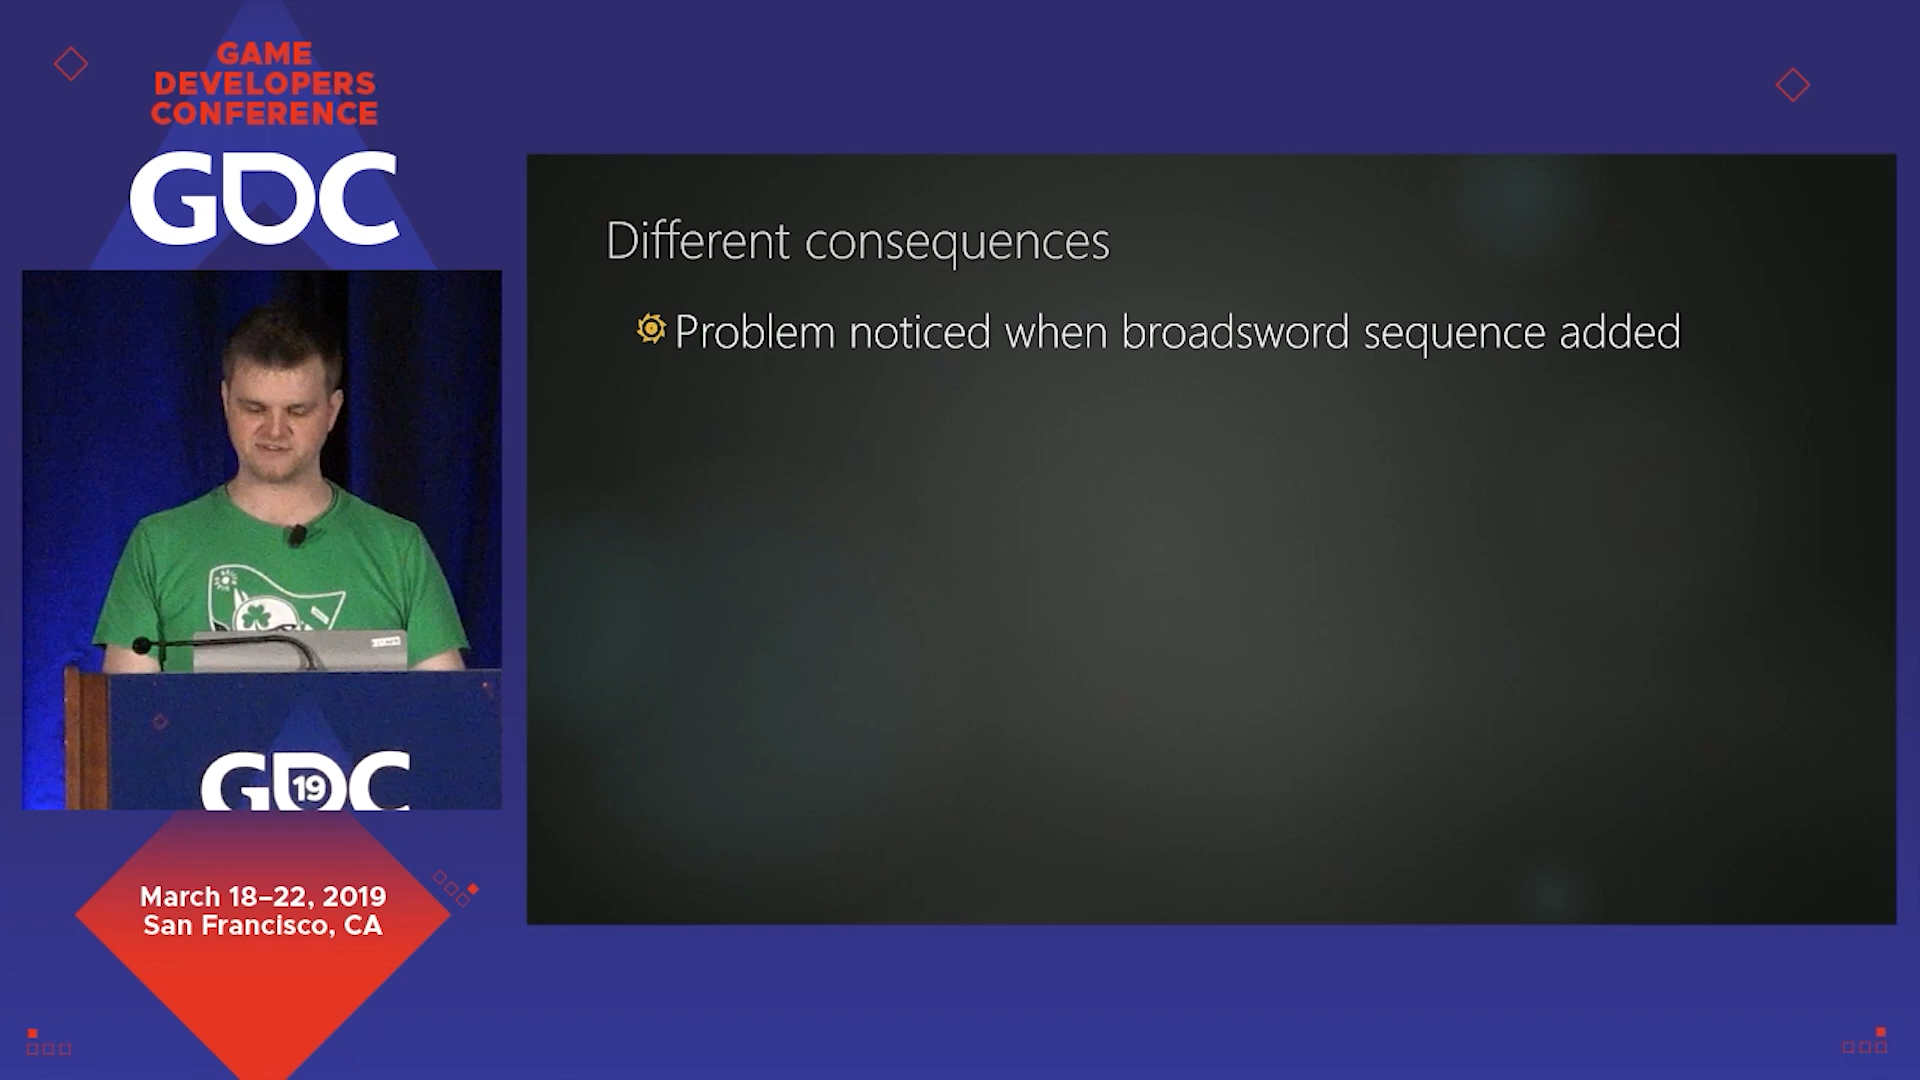 GAME
DEVELOPERS
CONFERENCE
GDC
Different consequences
Problem noticed when broadsword sequence added
GDC
19
March 18–22, 2019
San Francisco, CA